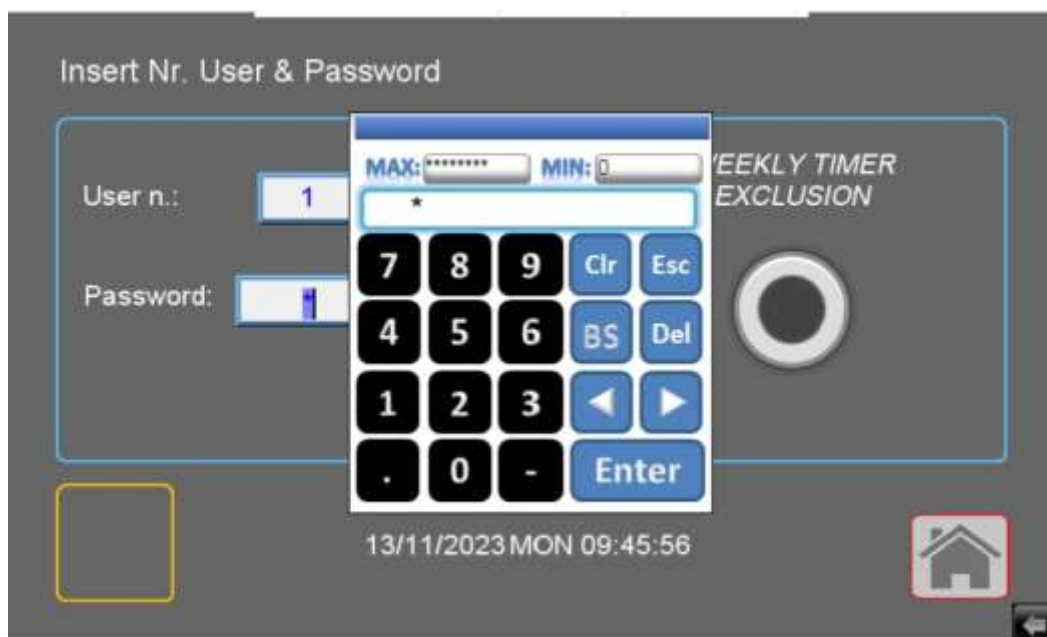 Insert Nr. User & Password
MAX: ******** MIN: 0
EEKLY TIMER
User n.: 1
*
EXCLUSION
7 8 9 Clr Esc
Password: *
4 5 6 BS Del
1 2 3
. 0 - Enter
13/11/2023 MON 09:45:56